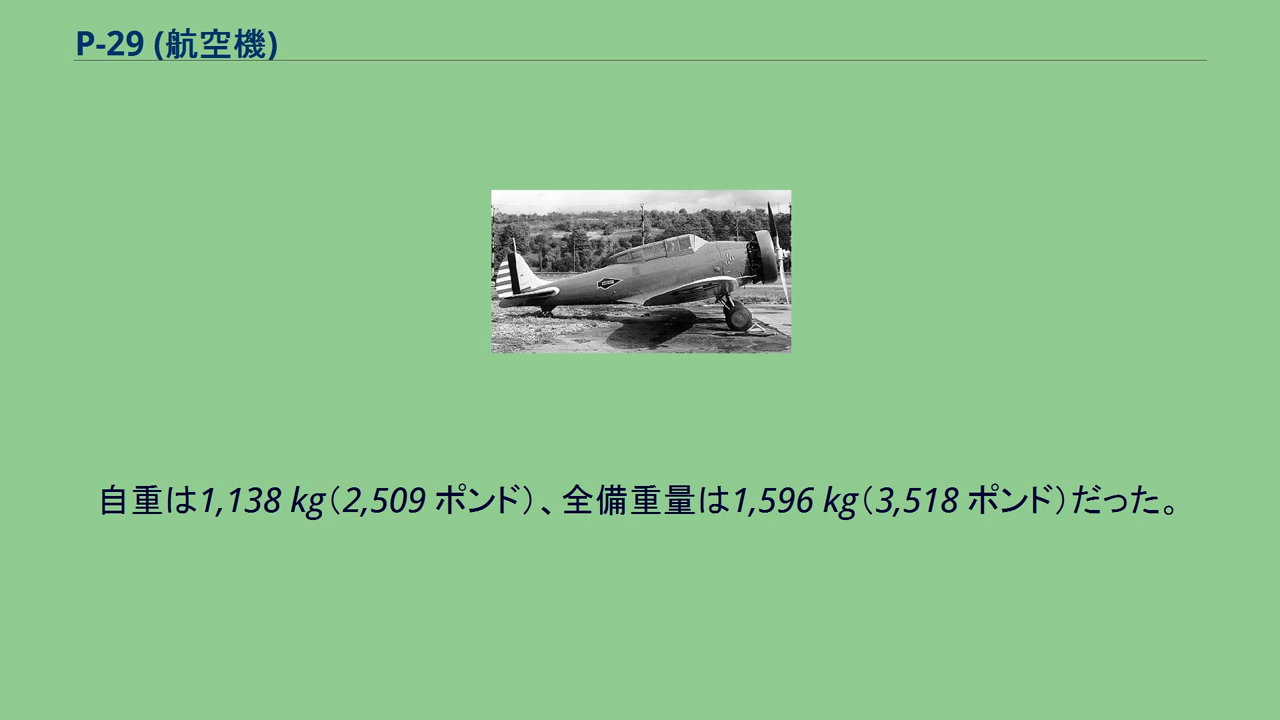 P-29 (航空機)
自重は1,138 kg（2,509 ポンド）、全備重量は1,596 kg（3,518 ポンド）だった。